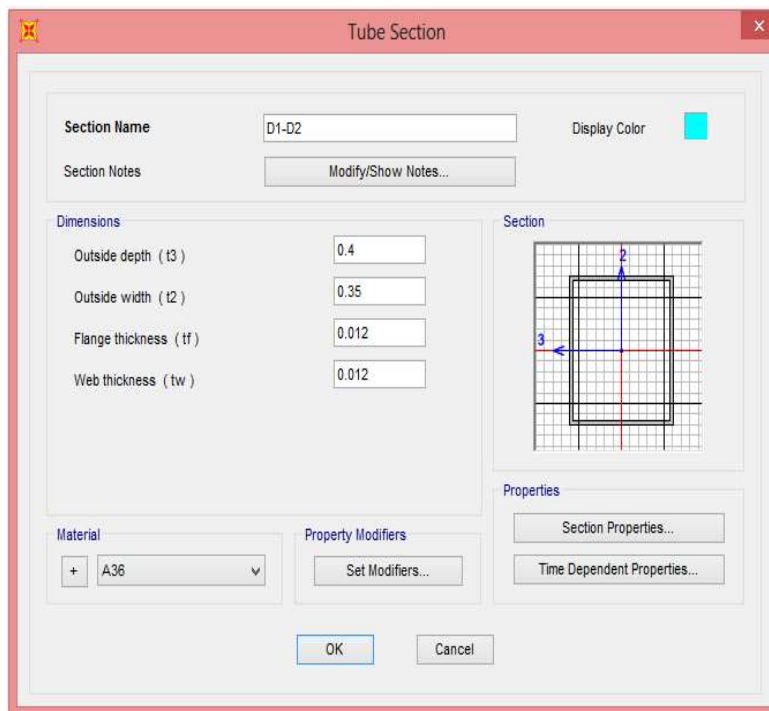 Tube Section
x
Section Name D1-D2 Display Color
Section Notes Modify/Show Notes...
Dimensions
Outside depth ( t3 ) 0.4
Outside width ( t2 ) 0.35
Flange thickness ( tf ) 0.012
Web thickness ( tw ) 0.012
Section
2
3
Properties
Section Properties...
Time Dependent Properties...
Material
+ A36
Property Modifiers
Set Modifiers...
OK Cancel